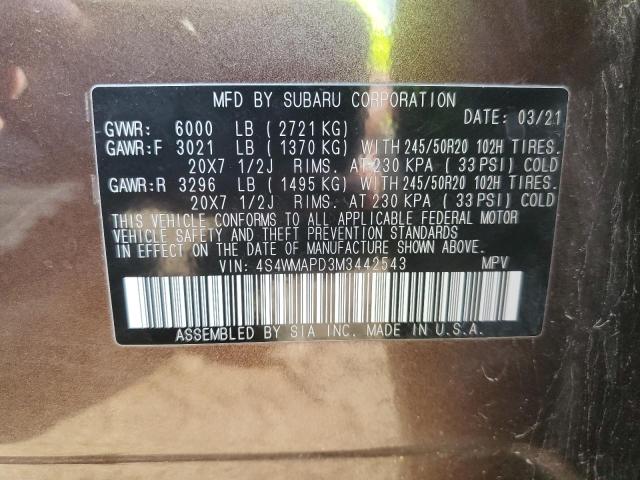 MFD BY SUBARU CORPORATION
DATE: 03/21
GVWR: 6000 LB ( 2721 KG)
GAWR:F 3021 LB ( 1370 KG) WITH 245/50R20 102H TIRES.
20X7 1/2J RIMS. AT 230 KPA ( 33 PSI) COLD
GAWR:R 3296 LB ( 1495 KG) WITH 245/50R20 102H TIRES.
20X7 1/2J RIMS. AT 230 KPA ( 33 PSI) COLD
THIS VEHICLE CONFORMS TO ALL APPLICABLE FEDERAL MOTOR
VEHICLE SAFETY AND THEFT PREVENTION STANDARDS
IN EFFECT ON THE DATE OF MANUFACTURE SHOWN ABOVE.
VIN: 4S4WMAPD3M3442543 MPV
ASSEMBLED BY SIA INC. MADE IN U.S.A.